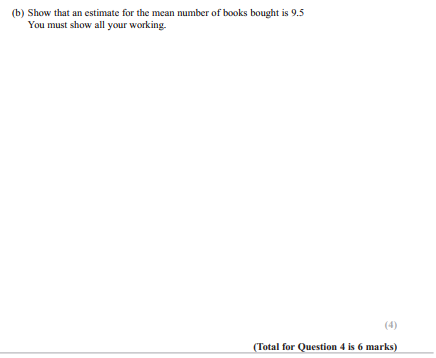 (b) Show that an estimate for the mean number of books bought is 9.5
You must show all your working.
(4)
(Total for Question 4 is 6 marks)